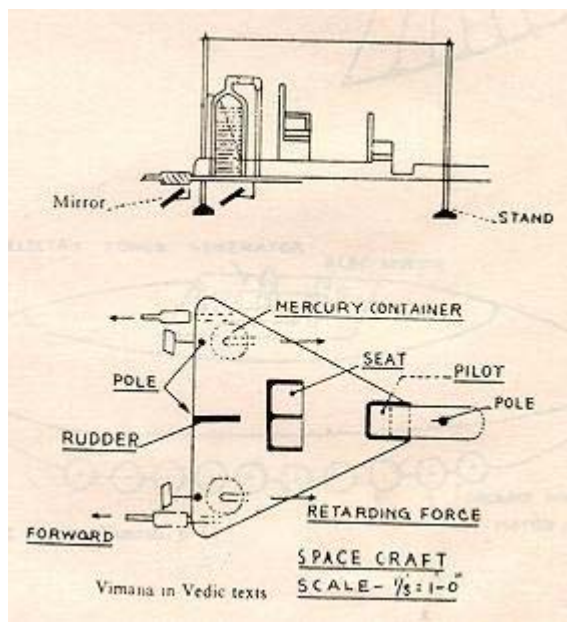 Mirror
STAND
MERCURY CONTAINER
SEAT
PILOT
POLE
POLE
RUDDER
RETARDING FORCE
FORWARD
SPACE CRAFT
Vimana in Vedic texts
SCALE - 1/8" = 1'-0"